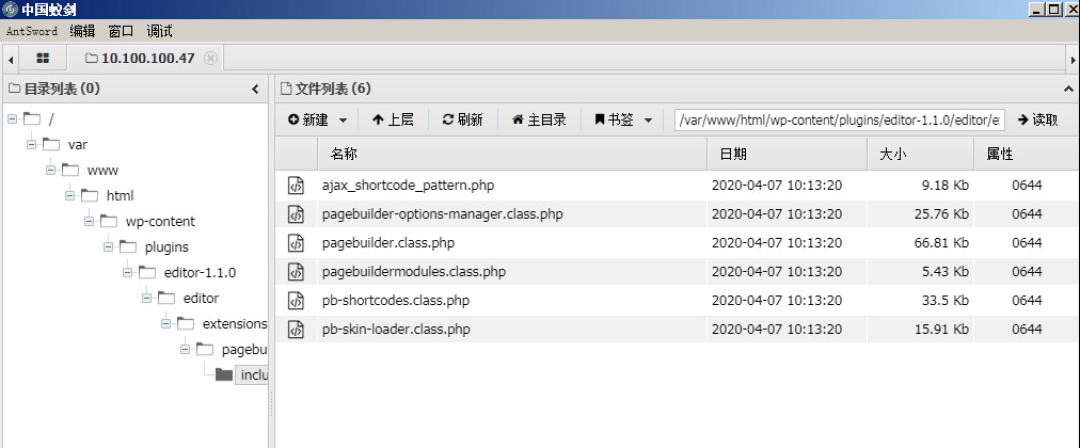 中国蚁剑
AntSword 编辑 窗口 调试
10.100.100.47
目录列表 (0)
/
var
www
html
wp-content
plugins
editor-1.1.0
editor
extensions
pagebu
inclu
文件列表 (6)
新建 上层 刷新 主目录 书签 /var/www/html/wp-content/plugins/editor-1.1.0/editor/e 读取
名称 日期 大小 属性
ajax_shortcode_pattern.php 2020-04-07 10:13:20 9.18 Kb 0644
pagebuilder-options-manager.class.php 2020-04-07 10:13:20 25.76 Kb 0644
pagebuilder.class.php 2020-04-07 10:13:20 66.81 Kb 0644
pagebuildermodules.class.php 2020-04-07 10:13:20 5.43 Kb 0644
pb-shortcodes.class.php 2020-04-07 10:13:20 33.5 Kb 0644
pb-skin-loader.class.php 2020-04-07 10:13:20 15.91 Kb 0644